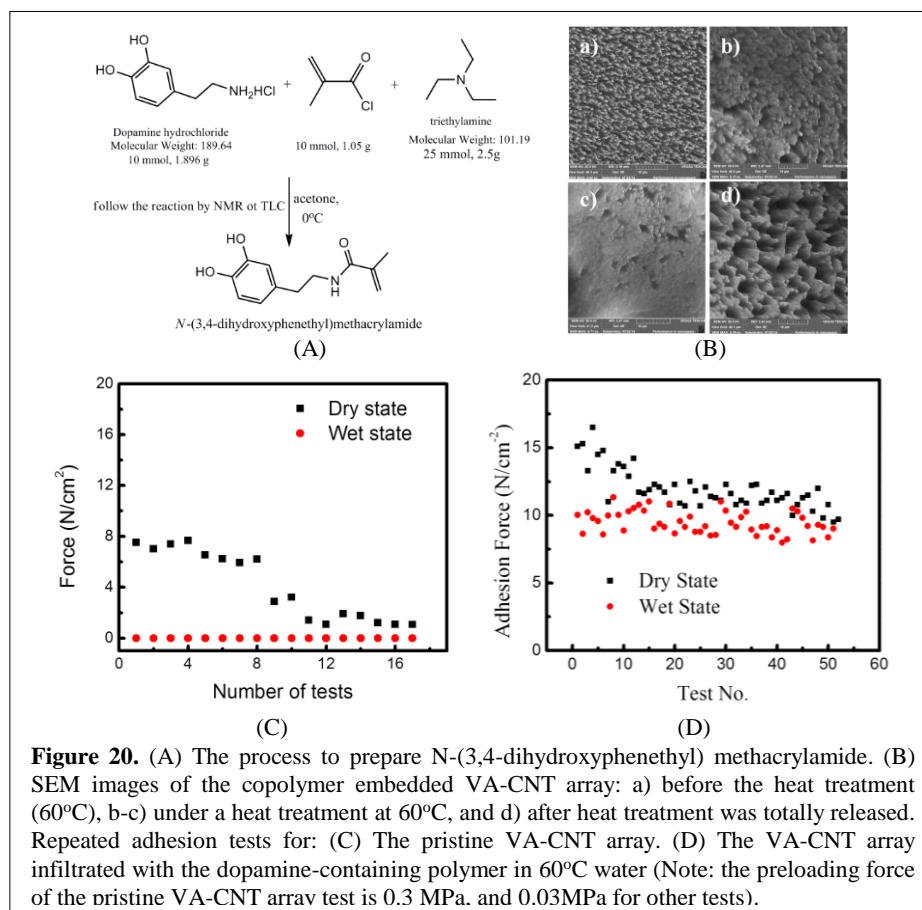 HO
HO
NH2HCl
+
O
Cl
+
N
Dopamine hydrochloride
Molecular Weight: 189.64
10 mmol, 1.896 g
10 mmol, 1.05 g
triethylamine
Molecular Weight: 101.19
25 mmol, 2.5g
follow the reaction by NMR ot TLC
acetone,
0°C
HO
HO
N
H
O
N-(3,4-dihydroxyphenethyl)methacrylamide
(A)
a)
b)
c)
d)
(B)
Force (N/cm2)
20
16
12
8
4
0
Dry state
Wet state
0 4 8 12 16
Number of tests
(C)
Adhesion Force (N/cm-2)
20
15
10
5
0
Dry State
Wet State
0 10 20 30 40 50 60
Test No.
(D)
Figure 20. (A) The process to prepare N-(3,4-dihydroxyphenethyl) methacrylamide. (B)
SEM images of the copolymer embedded VA-CNT array: a) before the heat treatment
(60°C), b-c) under a heat treatment at 60°C, and d) after heat treatment was totally released.
Repeated adhesion tests for: (C) The pristine VA-CNT array. (D) The VA-CNT array
infiltrated with the dopamine-containing polymer in 60°C water (Note: the preloading force
of the pristine VA-CNT array test is 0.3 MPa, and 0.03MPa for other tests).